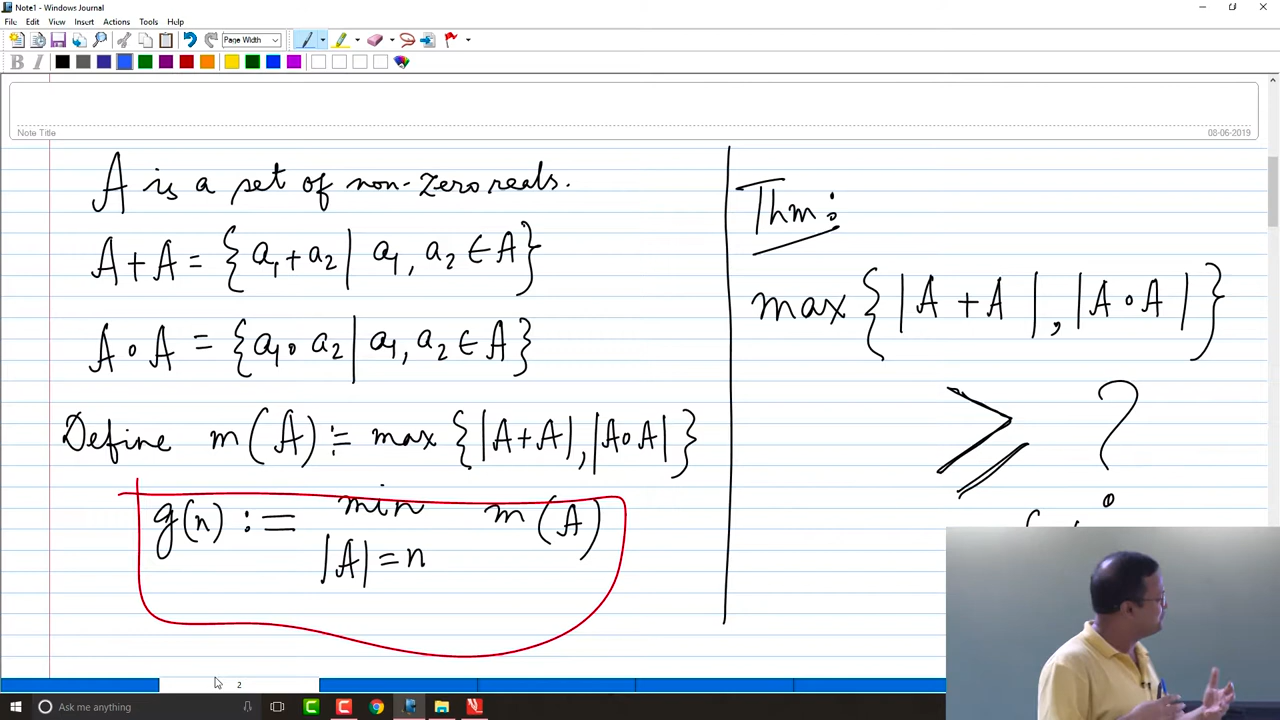 Note1 - Windows Journal
File Edit View Insert Actions Tools Help
Page Width
B I
Note Title
08-06-2019
A is a set of non-zero reals.
A+A = {a₁+a₂ | a₁, a₂ ∈ A}
A∘A = {a₁∘a₂ | a₁, a₂ ∈ A}
Define m(A) := max {|A+A|, |A∘A|}
g(n) := min m(A)
|A| = n
Thm:
max {|A+A|, |A∘A|}
≥ ?
2
Ask me anything